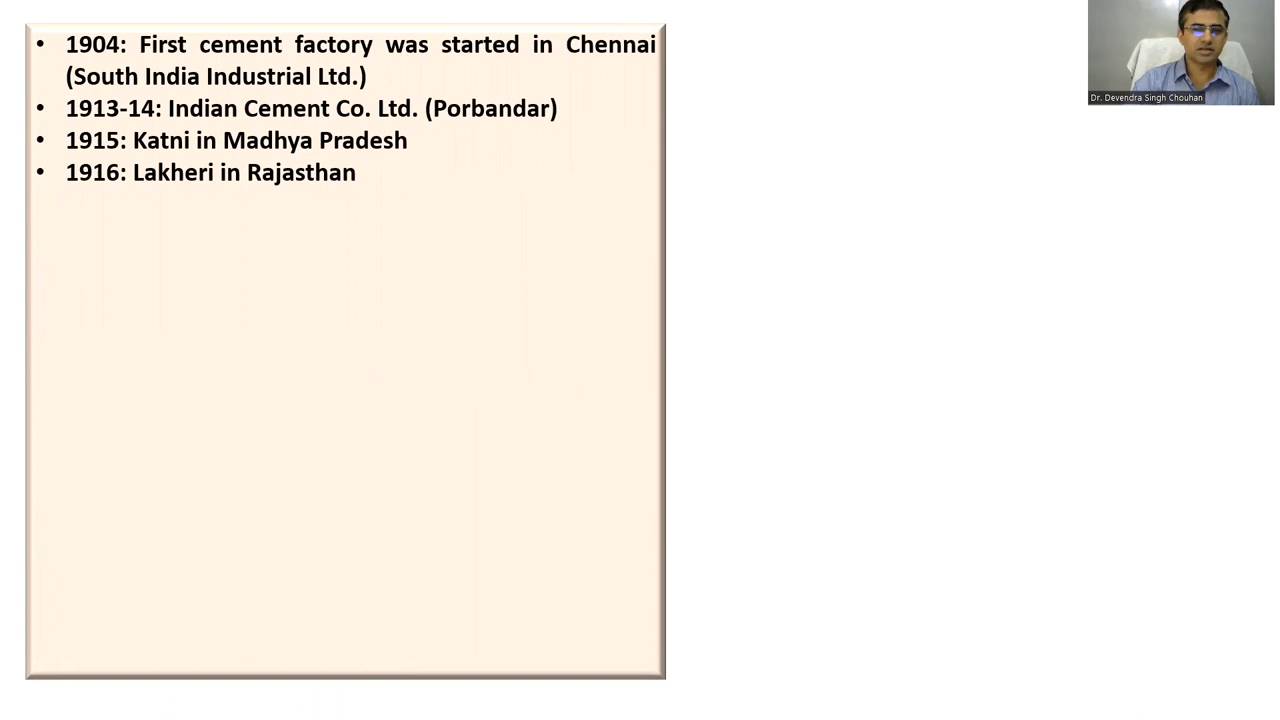 • 1904: First cement factory was started in Chennai
(South India Industrial Ltd.)
• 1913-14: Indian Cement Co. Ltd. (Porbandar)
• 1915: Katni in Madhya Pradesh
• 1916: Lakheri in Rajasthan
Dr. Devendra Singh Chouhan